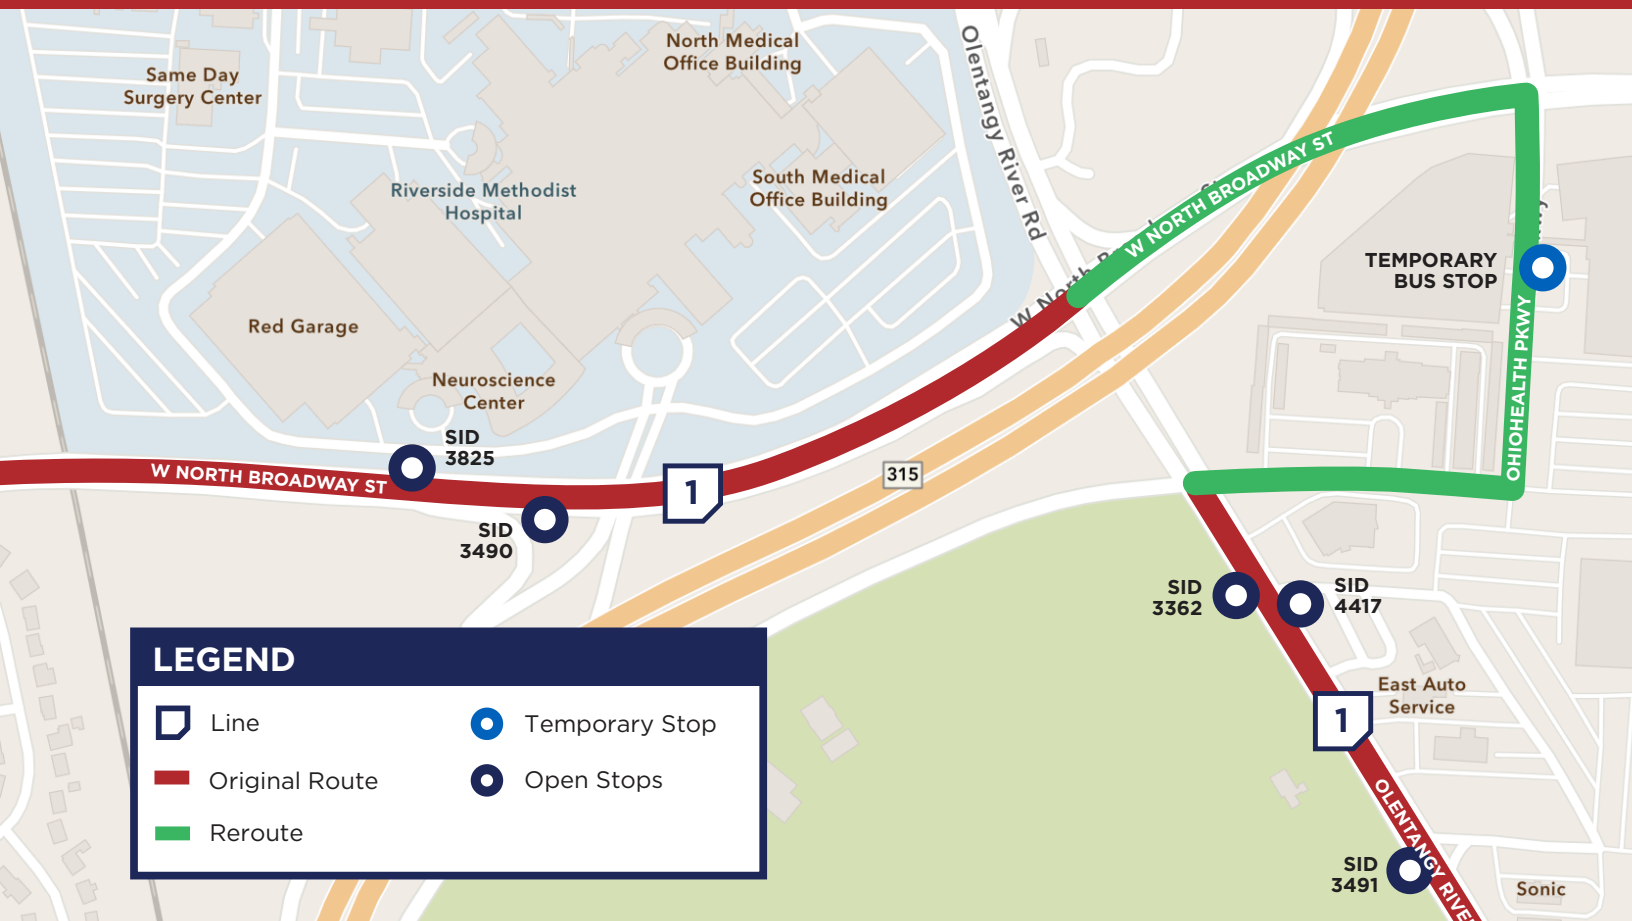 North Medical
Office Building
Same Day
Surgery Center
Olentangy River Rd
W NORTH BROADWAY ST
Riverside Methodist
Hospital
South Medical
Office Building
W North
TEMPORARY
BUS STOP
Red Garage
OHIOHEALTH PKWY
Neuroscience
Center
SID
3825
W NORTH BROADWAY ST
315
1
SID
3490
SID
3362
SID
4417
East Auto
Service
1
OLENTANGY RIVE
SID
3491
Sonic
LEGEND
Line
Temporary Stop
Original Route
Open Stops
Reroute